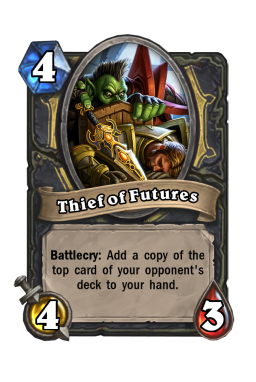 4
Thief of Futures
Battlecry: Add a copy of the
top card of your opponent's
deck to your hand.
4 3